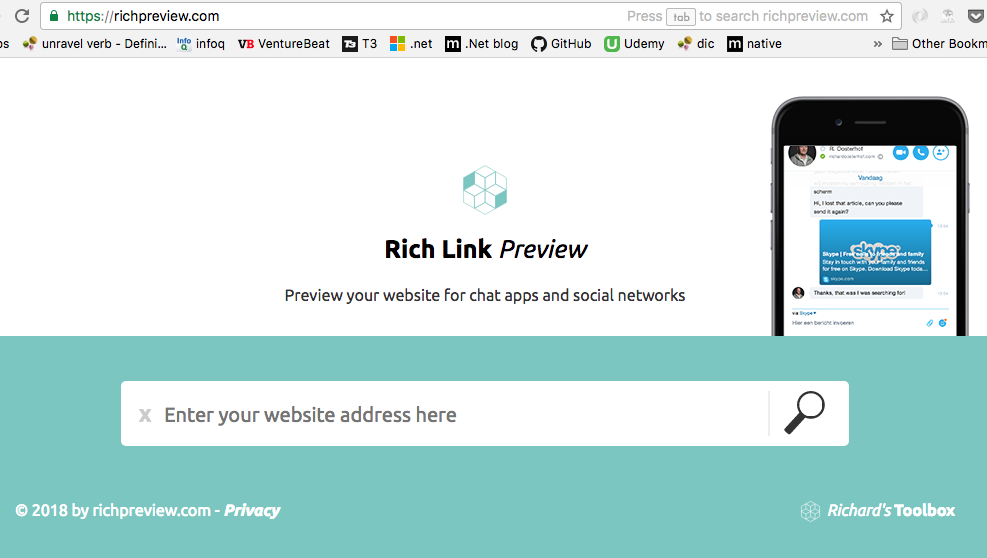 https://richpreview.com
Press tab to search richpreview.com
unravel verb - Defini...
Info
infoq
VB VentureBeat
T3 T3
.net
m .Net blog
GitHub
U Udemy
dic
m native
»
Other Bookm
R. Oosterhof
richardoosterhof.com
Vandaag
scherm
Hi, I lost that article, can you please
send it again?
skype
Skype | Free calls to friends and family
Stay in touch with your family and friends
for free on Skype. Download Skype toda...
skype.com
Thanks, that was I was searching for!
via Skype
Hier een bericht invoeren
Rich Link Preview
Preview your website for chat apps and social networks
x Enter your website address here
© 2018 by richpreview.com - Privacy
Richard's Toolbox